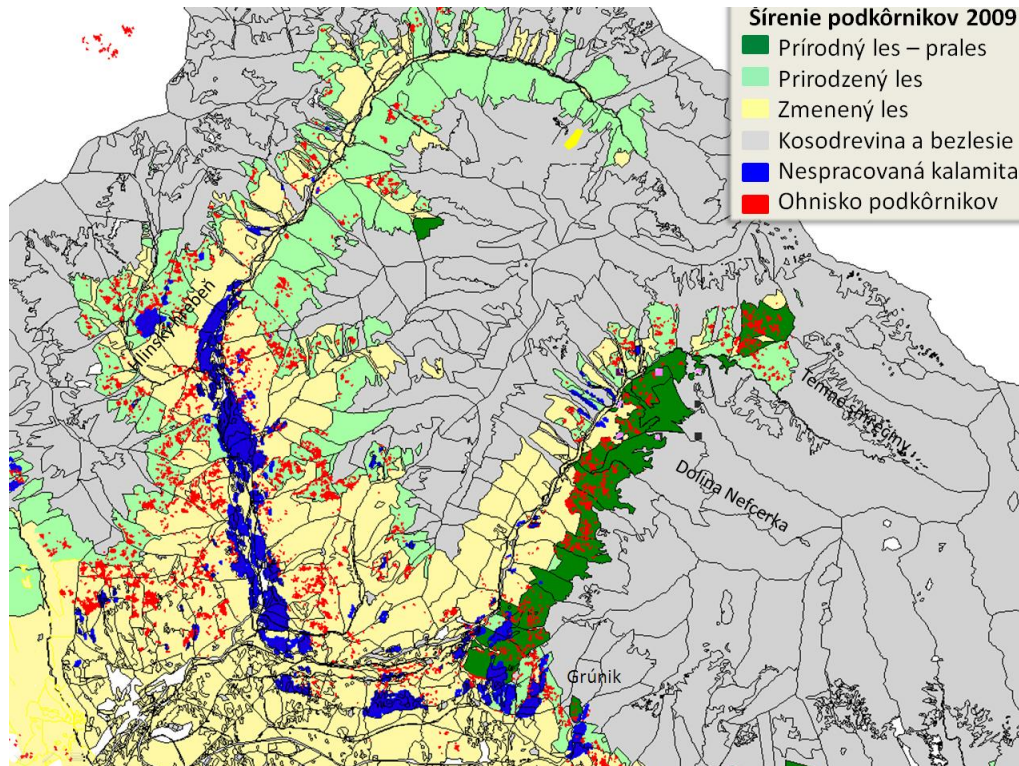 Šírenie podkôrnikov 2009
Prírodný les – prales
Prirodzený les
Zmenený les
Kosodrevina a bezlesie
Nespracovaná kalamita
Ohnisko podkôrnikov
hrebeň
Temné smrečiny
Dolina Nefcerka
Grúnik